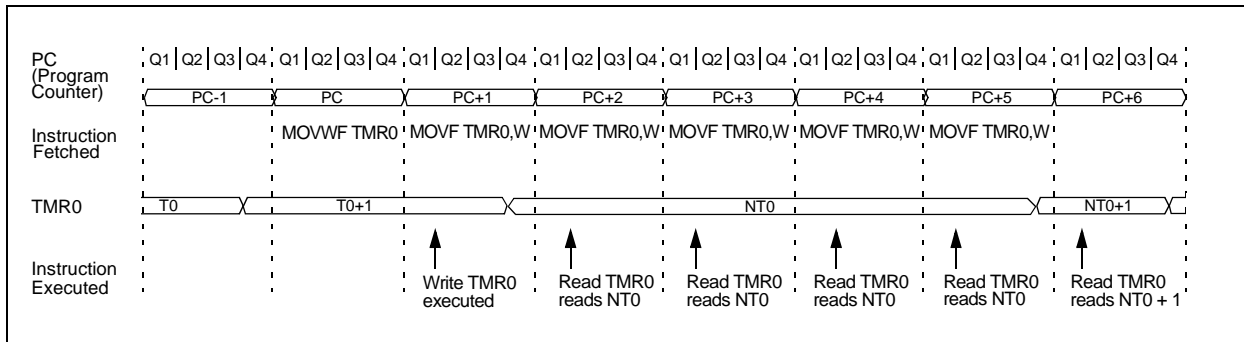 PC
(Program
Counter)
Q1 Q2 Q3 Q4 Q1 Q2 Q3 Q4 Q1 Q2 Q3 Q4 Q1 Q2 Q3 Q4 Q1 Q2 Q3 Q4 Q1 Q2 Q3 Q4 Q1 Q2 Q3 Q4 Q1 Q2 Q3 Q4
PC-1 PC PC+1 PC+2 PC+3 PC+4 PC+5 PC+6
Instruction
Fetched
MOVWF TMR0 MOVF TMR0,W MOVF TMR0,W MOVF TMR0,W MOVF TMR0,W MOVF TMR0,W
TMR0
T0 T0+1 NT0 NT0+1
Instruction
Executed
Write TMR0
executed
Read TMR0
reads NT0
Read TMR0
reads NT0
Read TMR0
reads NT0
Read TMR0
reads NT0
Read TMR0
reads NT0 + 1